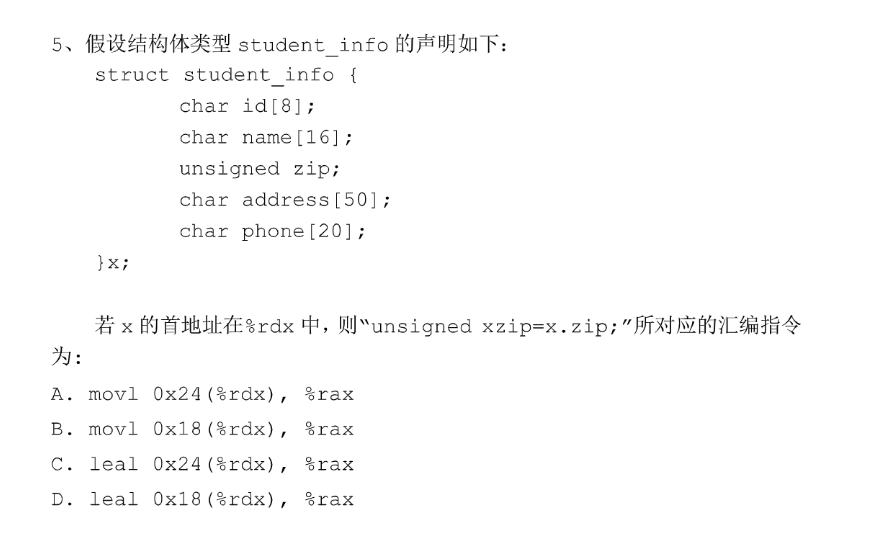 5、假设结构体类型 student_info 的声明如下：
struct student_info {
char id[8];
char name[16];
unsigned zip;
char address[50];
char phone[20];
}x;
若 x 的首地址在%rdx 中，则“unsigned xzip=x.zip;”所对应的汇编指令
为：
A. movl 0x24(%rdx), %rax
B. movl 0x18(%rdx), %rax
C. leal 0x24(%rdx), %rax
D. leal 0x18(%rdx), %rax